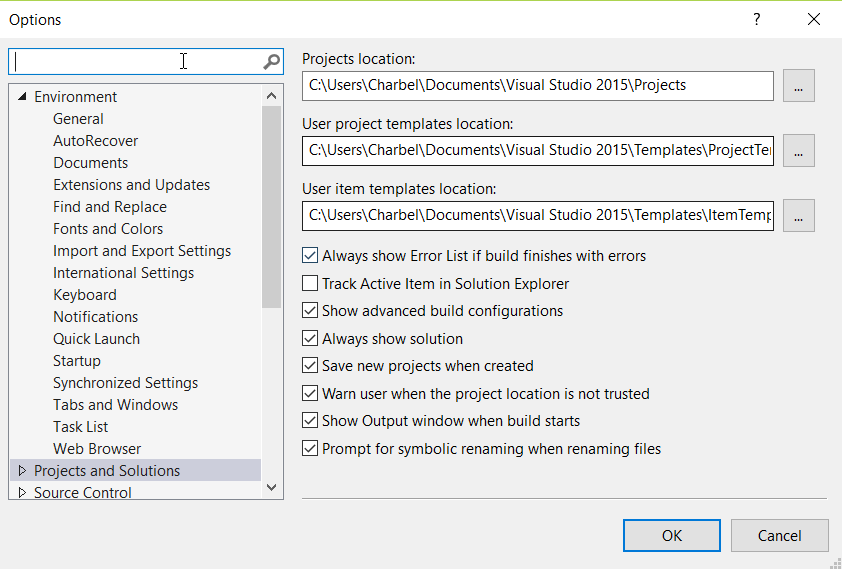 Options
?
Environment
General
AutoRecover
Documents
Extensions and Updates
Find and Replace
Fonts and Colors
Import and Export Settings
International Settings
Keyboard
Notifications
Quick Launch
Startup
Synchronized Settings
Tabs and Windows
Task List
Web Browser
Projects and Solutions
Source Control
Projects location:
C:\Users\Charbel\Documents\Visual Studio 2015\Projects
...
User project templates location:
C:\Users\Charbel\Documents\Visual Studio 2015\Templates\ProjectTe
...
User item templates location:
C:\Users\Charbel\Documents\Visual Studio 2015\Templates\ItemTemp
...
Always show Error List if build finishes with errors
Track Active Item in Solution Explorer
Show advanced build configurations
Always show solution
Save new projects when created
Warn user when the project location is not trusted
Show Output window when build starts
Prompt for symbolic renaming when renaming files
OK
Cancel